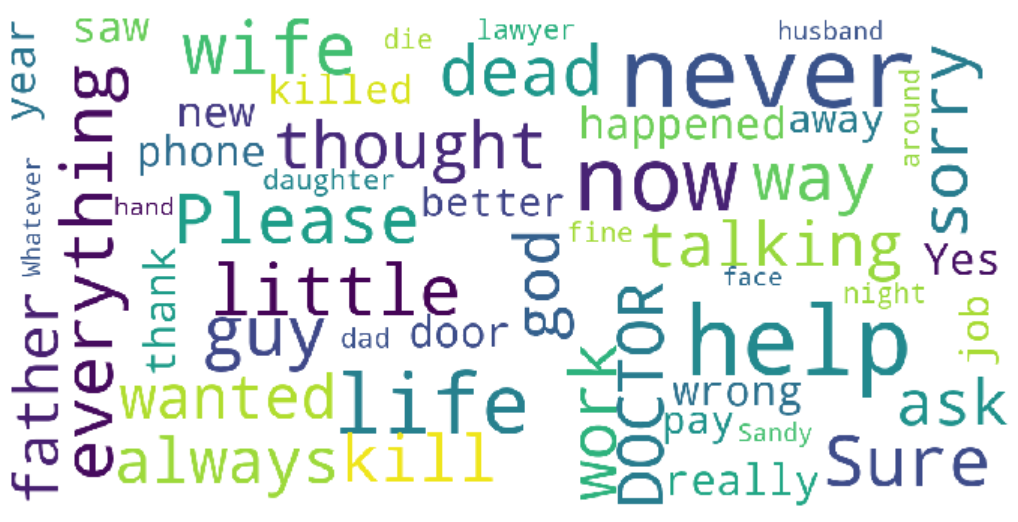 year
saw
wife
die
lawyer
husband
dead
never
sorry
killed
new
everything
phone
thought
happened
away
around
daughter
now
way
Whatever
hand
Please
better
god
fine
talking
Yes
thank
little
face
night
father
guy
dad
door
DOCTOR
help
job
wanted
life
work
wrong
ask
pay
Sandy
always
kill
really
Sure